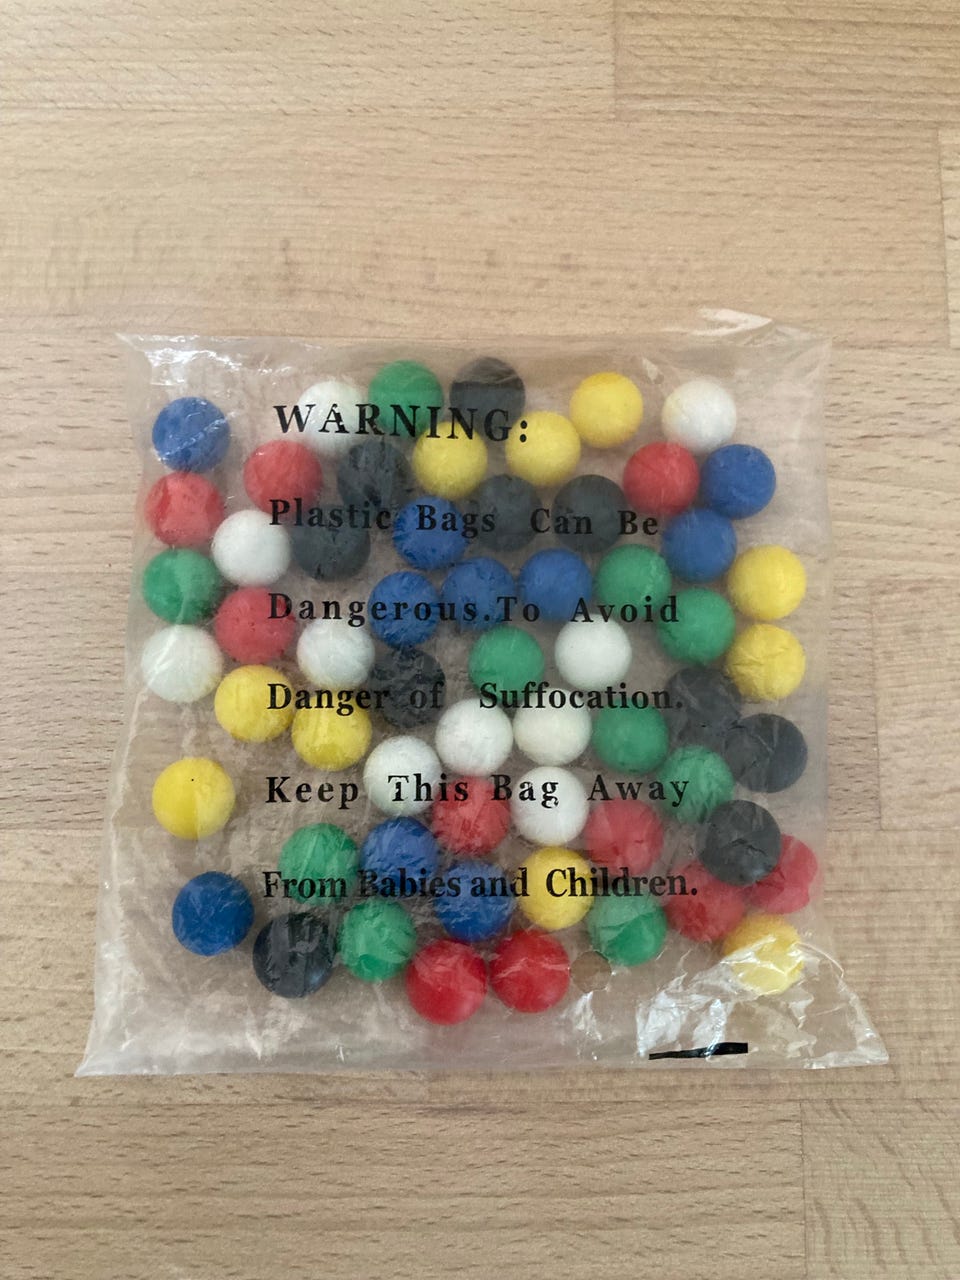 WARNING:
Plastic Bags Can Be
Dangerous.To Avoid
Danger of Suffocation.
Keep This Bag Away
From Babies and Children.